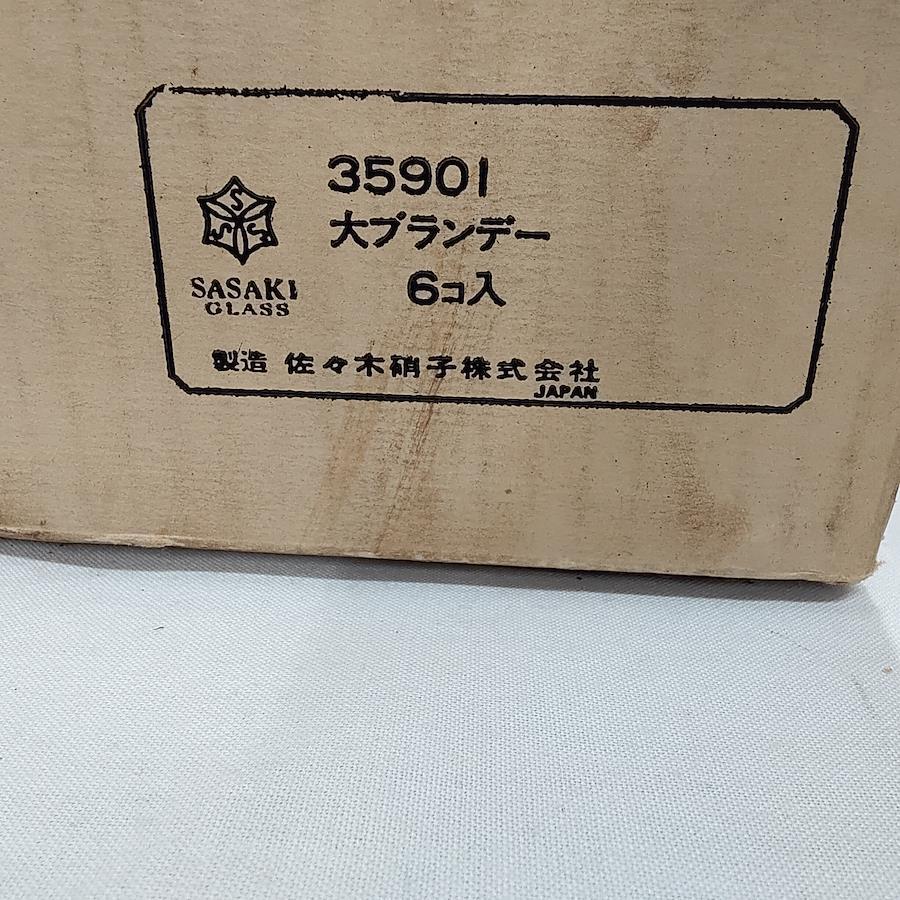 35901
大ブランデー
6コ入
S S S
SASAKI
GLASS
製造 佐々木硝子株式会社
JAPAN